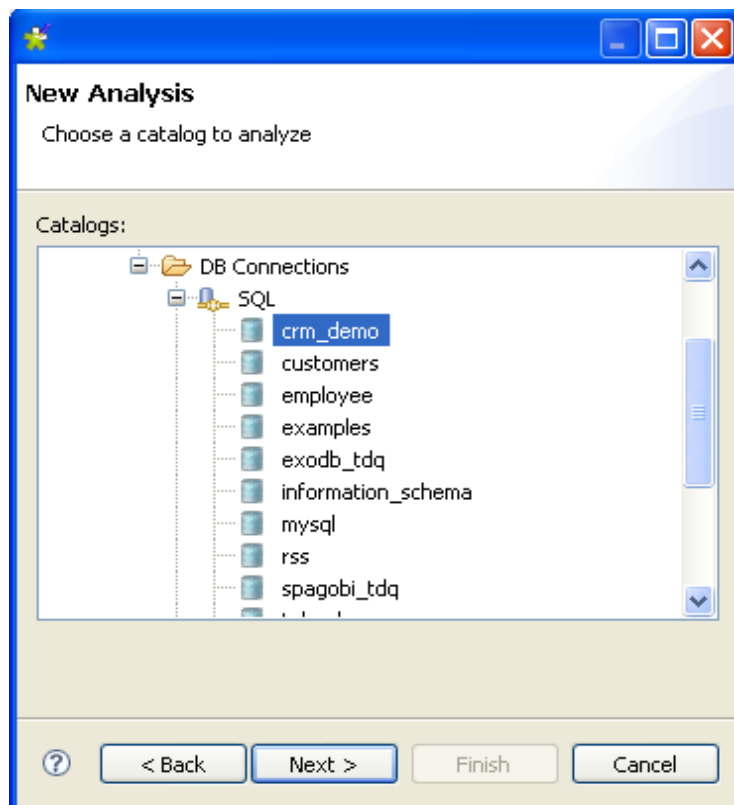 New Analysis
Choose a catalog to analyze
Catalogs:
DB Connections
SQL
crm_demo
customers
employee
examples
exodb_tdq
information_schema
mysql
rss
spagobi_tdq
? < Back Next > Finish Cancel